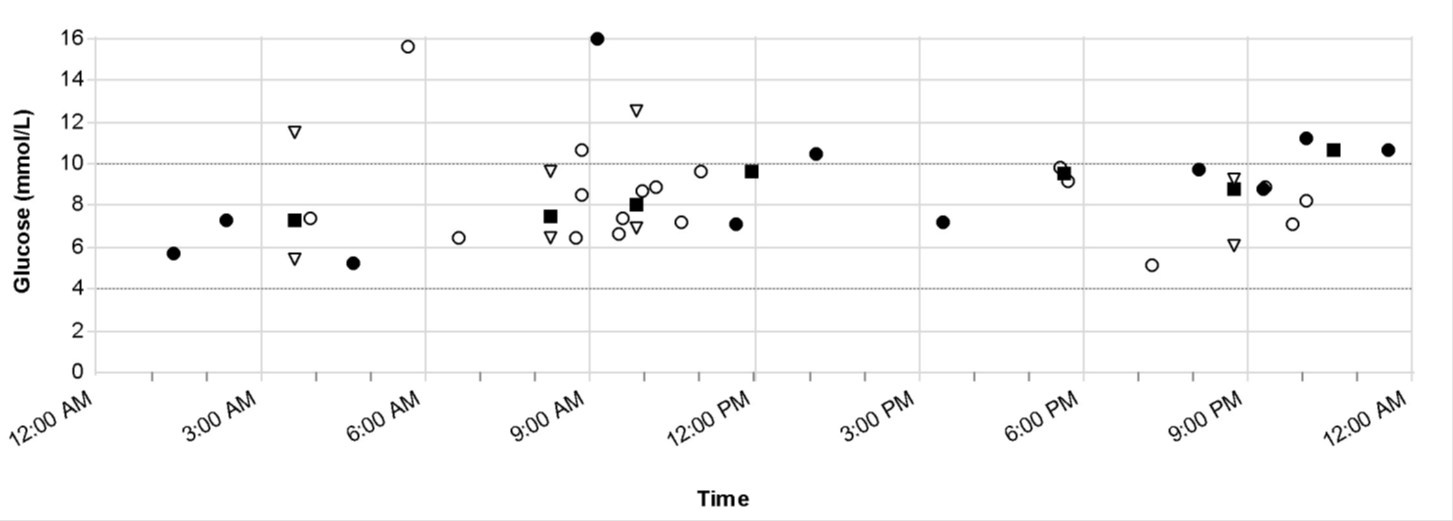 16
14
12
10
8
6
4
2
0
Glucose (mmol/L)
12:00 AM
3:00 AM
6:00 AM
9:00 AM
12:00 PM
3:00 PM
6:00 PM
9:00 PM
12:00 AM
Time